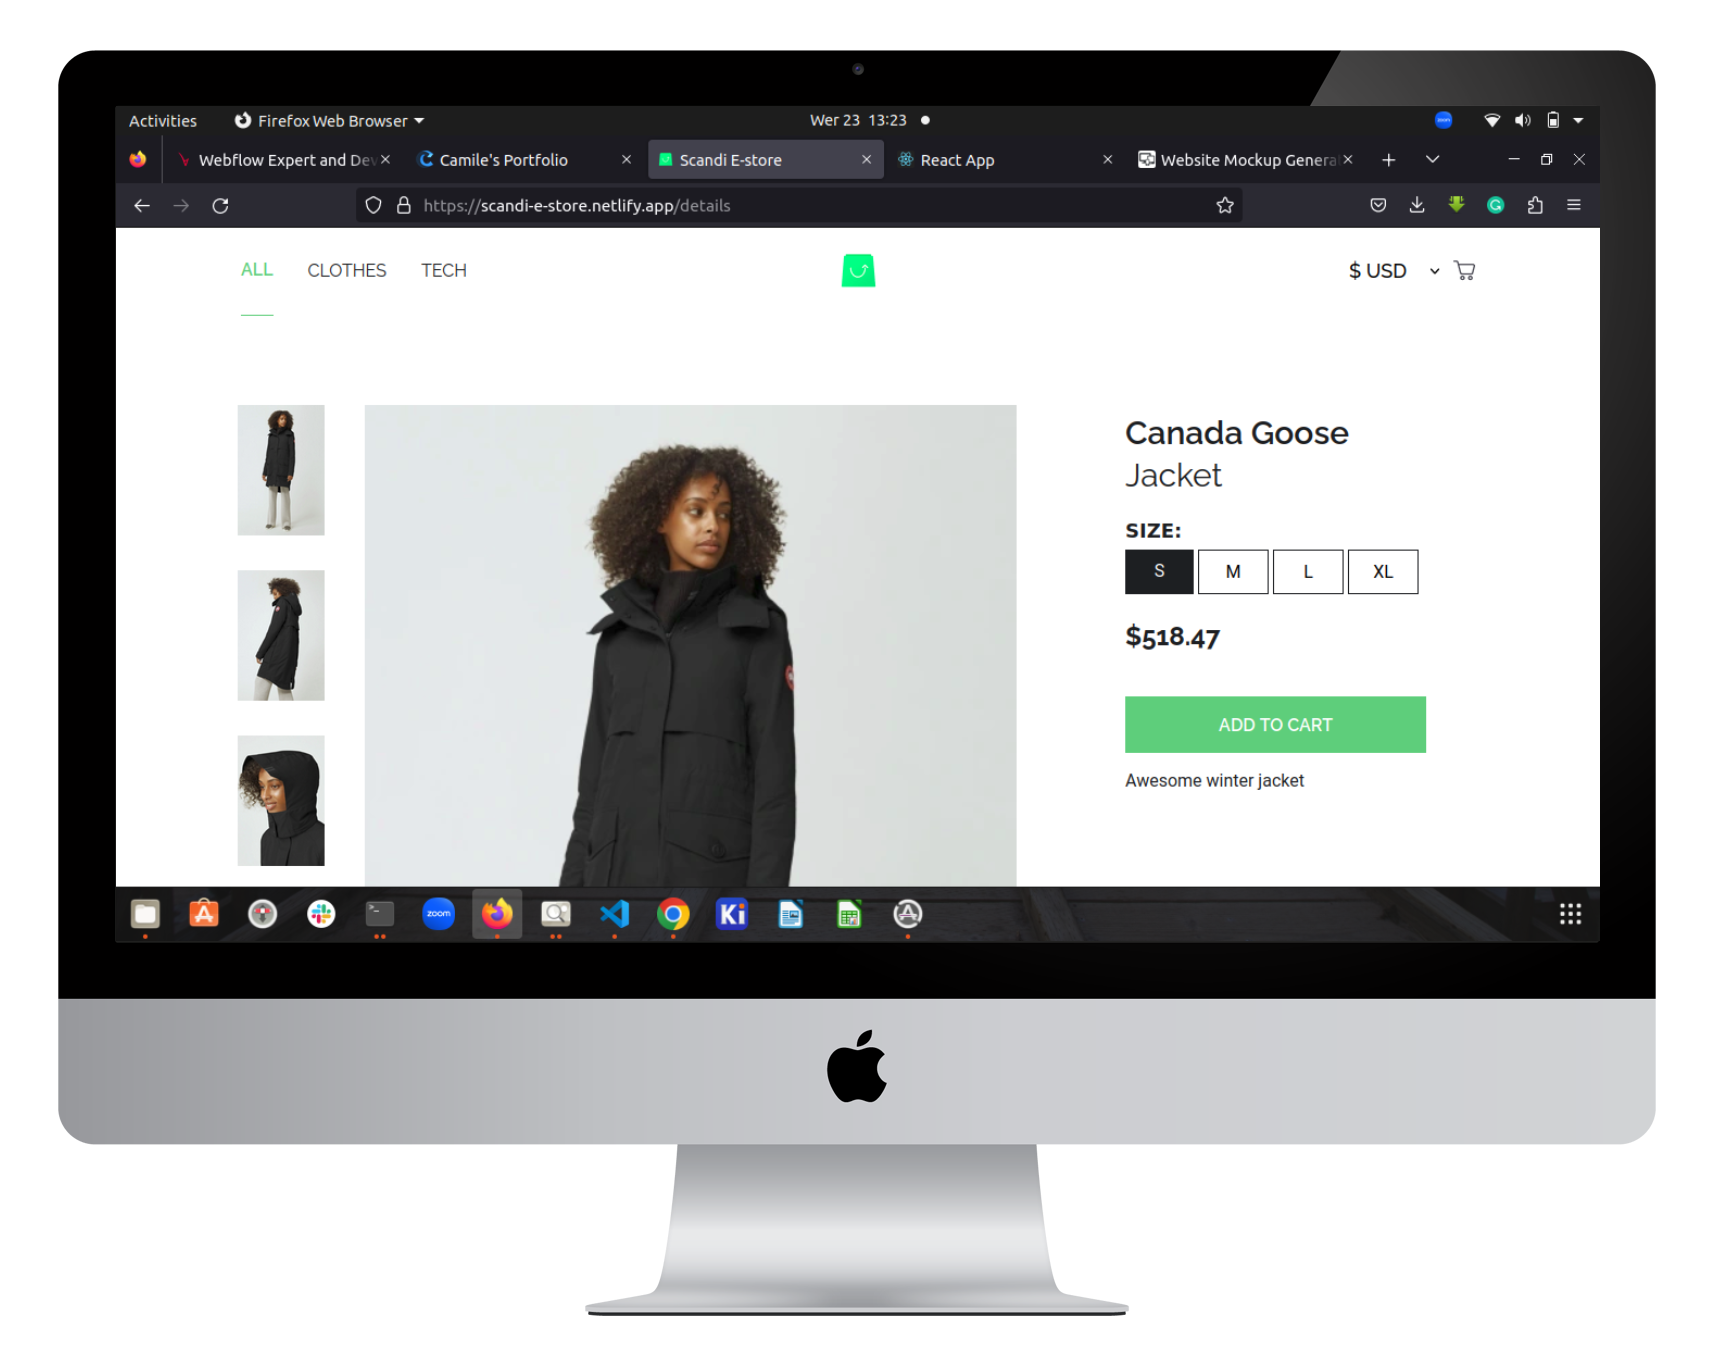 Activities Firefox Web Browser Wer 23 13:23
Webflow Expert and Dev Camile's Portfolio Scandi E-store React App Website Mockup Genera
https://scandi-e-store.netlify.app/details
ALL CLOTHES TECH $ USD
Canada Goose
Jacket
SIZE:
S M L XL
$518.47
ADD TO CART
Awesome winter jacket
zoom Ki